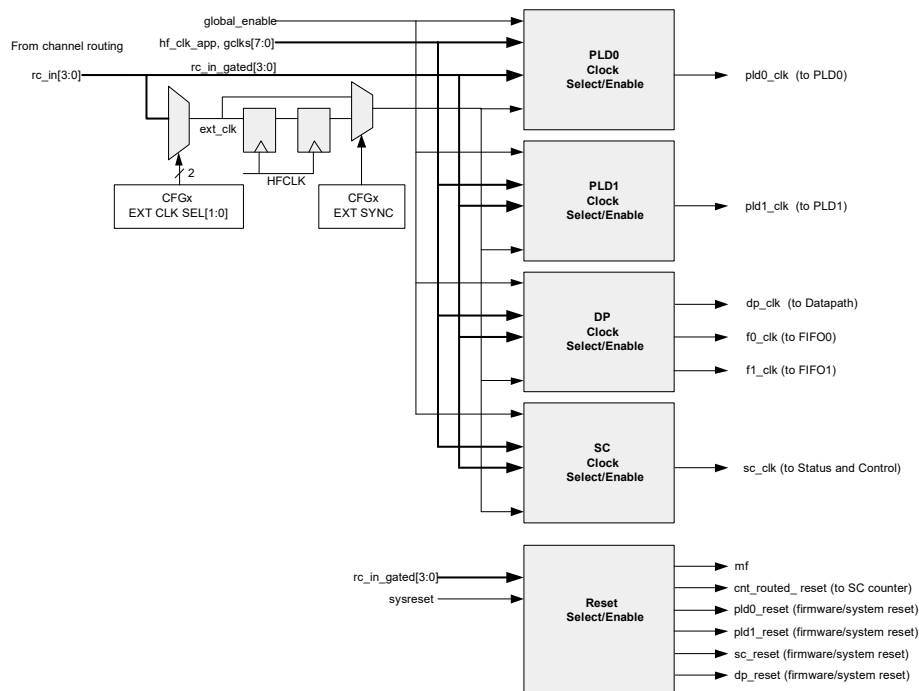 global_enable
hf_clk_app, gclks[7:0]
From channel routing
rc_in[3:0]
rc_in_gated[3:0]
ext_clk
2
HFCLK
CFGx
EXT CLK SEL[1:0]
CFGx
EXT SYNC
PLD0
Clock
Select/Enable
pld0_clk (to PLD0)
PLD1
Clock
Select/Enable
pld1_clk (to PLD1)
DP
Clock
Select/Enable
dp_clk (to Datapath)
f0_clk (to FIFO0)
f1_clk (to FIFO1)
SC
Clock
Select/Enable
sc_clk (to Status and Control)
rc_in_gated[3:0]
sysreset
Reset
Select/Enable
mf
cnt_routed_ reset (to SC counter)
pld0_reset (firmware/system reset)
pld1_reset (firmware/system reset)
sc_reset (firmware/system reset)
dp_reset (firmware/system reset)